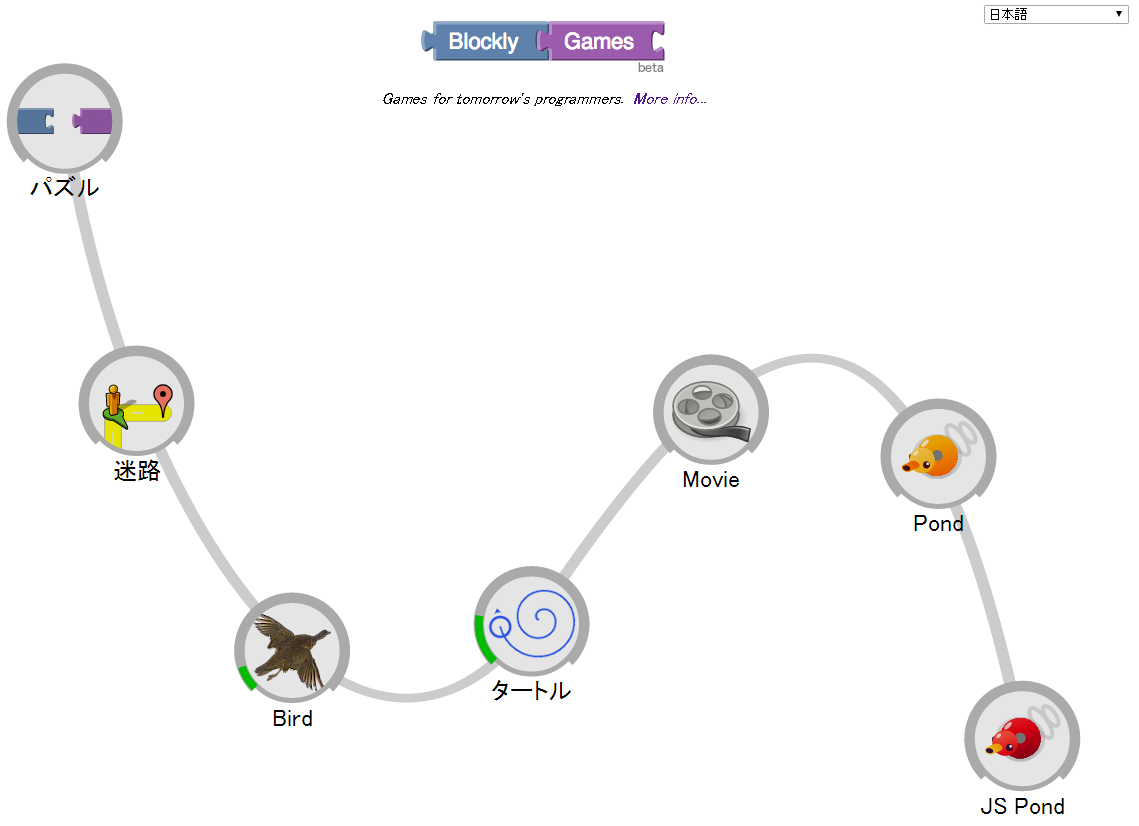 日本語
Blockly Games
beta
Games for tomorrow's programmers. More info...
パズル
迷路
Bird
タートル
Movie
Pond
JS Pond